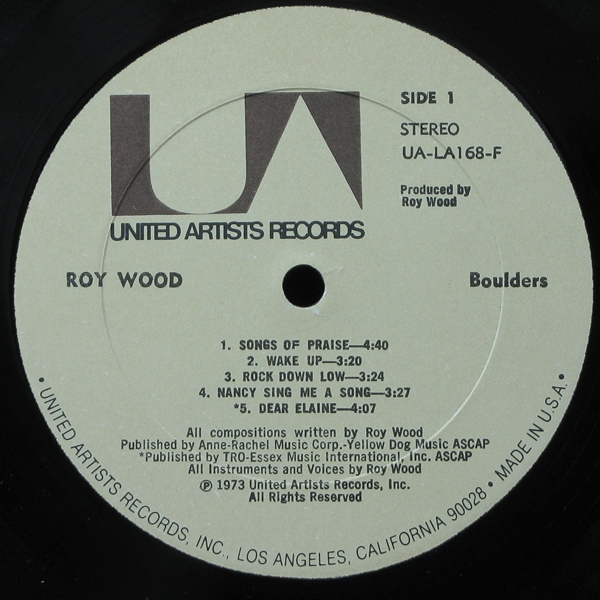 UA
SIDE 1
STEREO
UA-LA168-F
Produced by
Roy Wood
UNITED ARTISTS RECORDS
ROY WOOD
Boulders
1. SONGS OF PRAISE—4:40
2. WAKE UP—3:20
3. ROCK DOWN LOW—3:24
4. NANCY SING ME A SONG—3:27
*5. DEAR ELAINE—4:07
All compositions written by Roy Wood
Published by Anne-Rachel Music Corp.-Yellow Dog Music ASCAP
*Published by TRO-Essex Music International, Inc. ASCAP
All Instruments and Voices by Roy Wood
℗ 1973 United Artists Records, Inc.
All Rights Reserved
• UNITED ARTISTS RECORDS, INC., LOS ANGELES, CALIFORNIA 90028 • MADE IN U.S.A. •